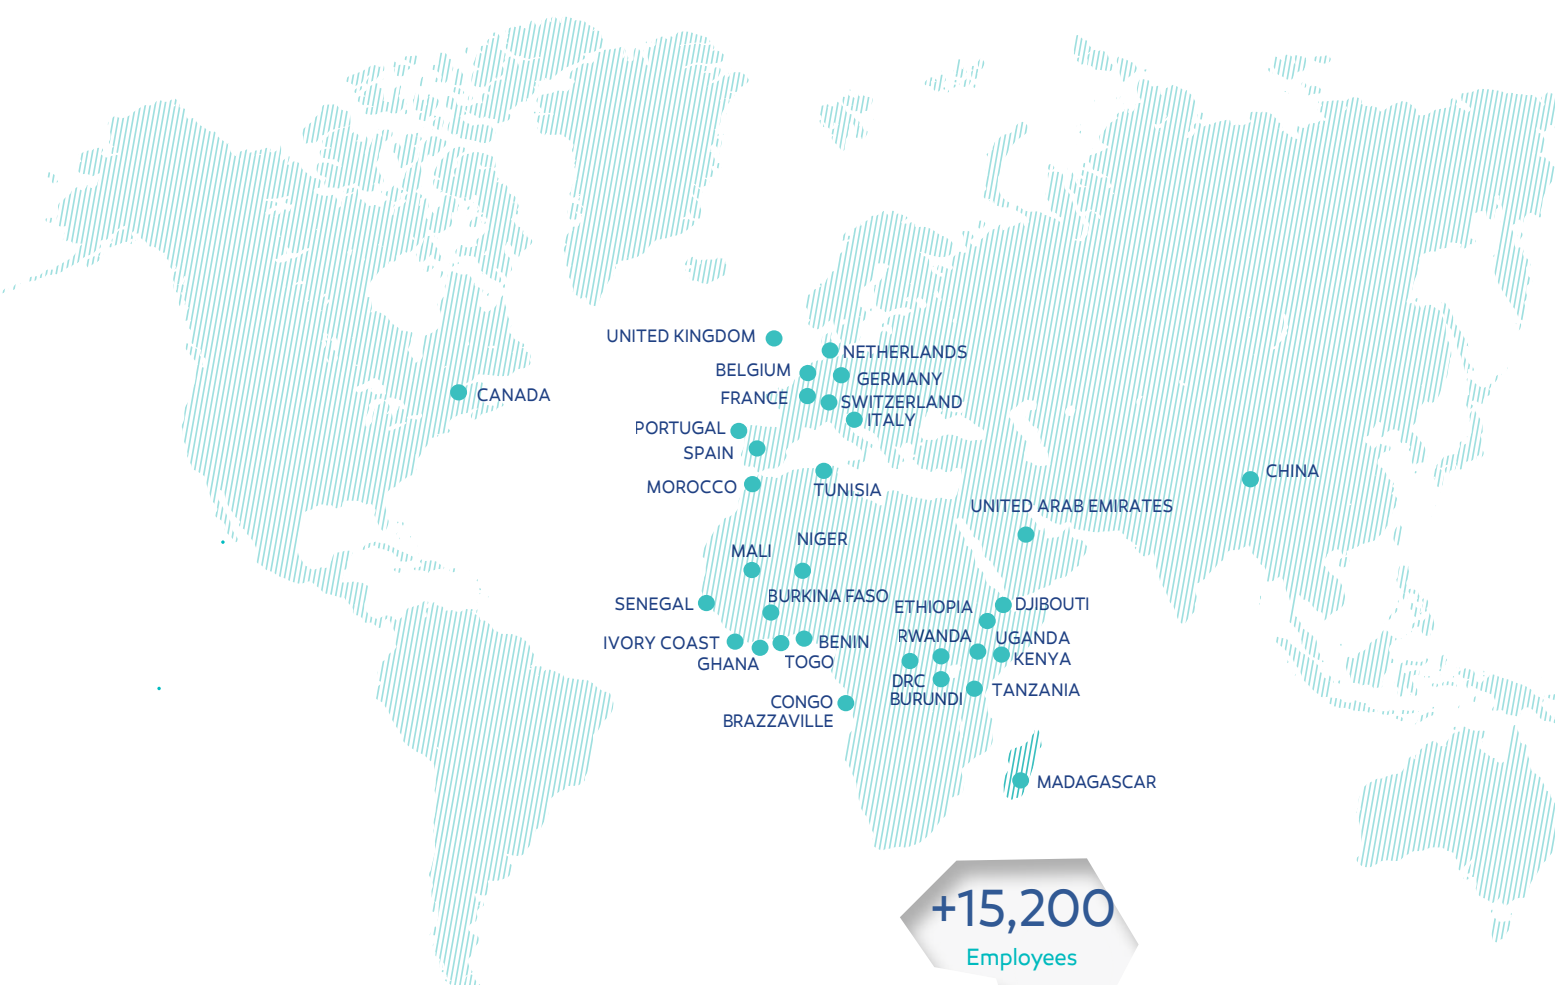 UNITED KINGDOM
NETHERLANDS
BELGIUM
GERMANY
FRANCE
SWITZERLAND
CANADA
ITALY
PORTUGAL
SPAIN
CHINA
MOROCCO
TUNISIA
UNITED ARAB EMIRATES
NIGER
MALI
BURKINA FASO
SENEGAL
ETHIOPIA
DJIBOUTI
RWANDA
UGANDA
IVORY COAST
BENIN
GHANA
TOGO
KENYA
DRC
BURUNDI
TANZANIA
CONGO
BRAZZAVILLE
MADAGASCAR
+15,200
Employees